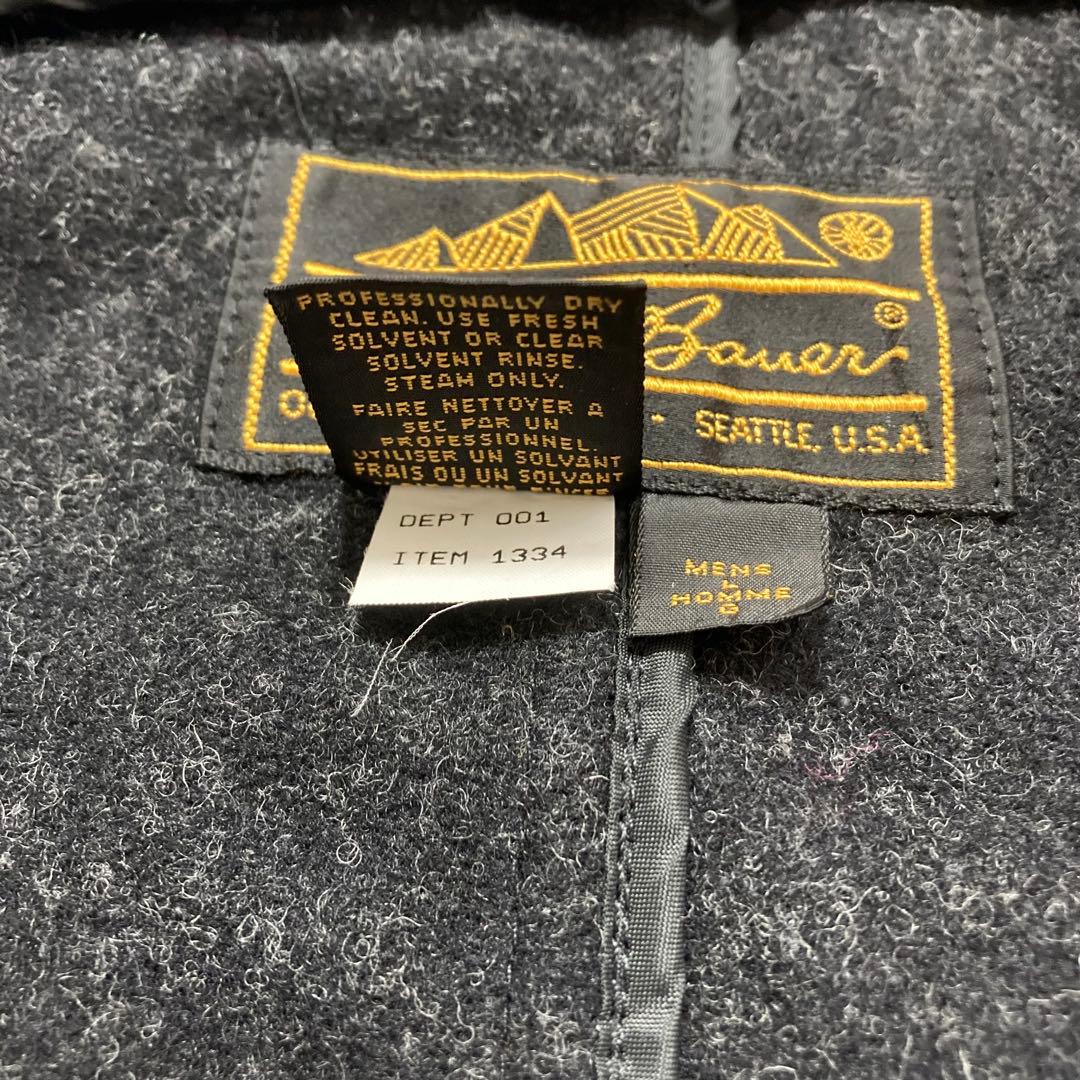 Bauer ®
SEATTLE, U.S.A.
PROFESSIONALLY DRY
CLEAN. USE FRESH
SOLVENT OR CLEAR
SOLVENT RINSE.
STEAM ONLY.
FAIRE NETTOYER A
SEC PAR UN
PROFESSIONNEL.
UTILISER UN SOLVANT
FRAIS OU UN SOLVANT
DEPT 001
ITEM 1334
MENS
L
HOMME
G